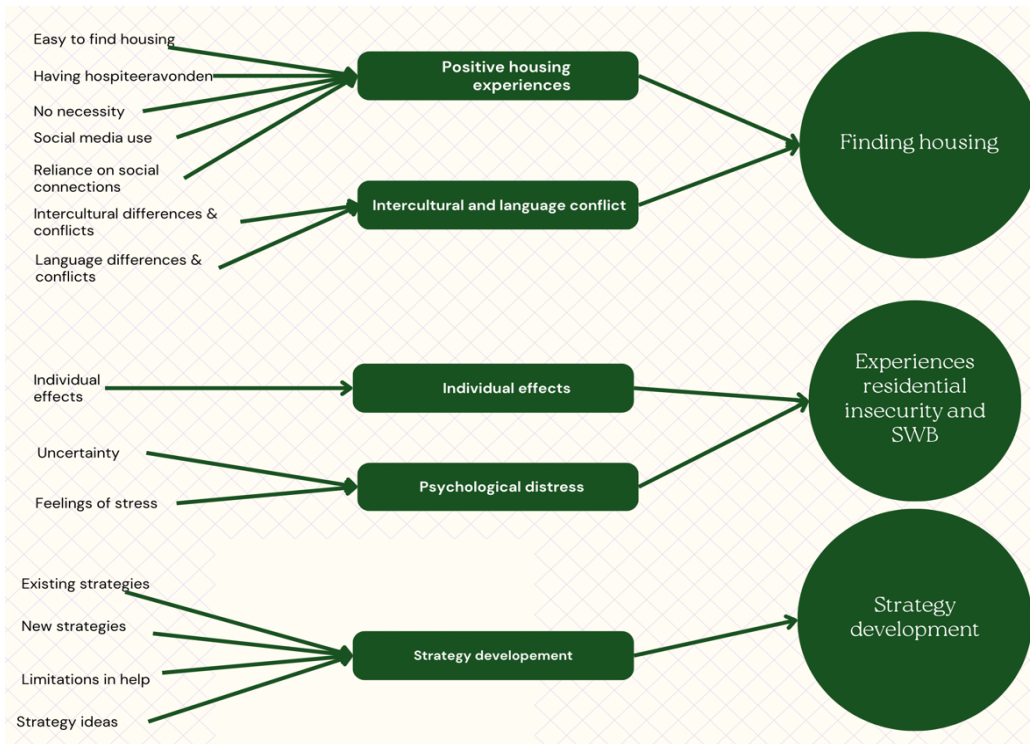 Easy to find housing
Having hospiteeravonden
No necessity
Social media use
Reliance on social
connections
Intercultural differences &
conflicts
Language differences &
conflicts
Positive housing
experiences
Intercultural and language conflict
Finding housing
Individual
effects
Uncertainty
Feelings of stress
Individual effects
Psychological distress
Experiences
residential
insecurity and
SWB
Existing strategies
New strategies
Limitations in help
Strategy ideas
Strategy developement
Strategy
development